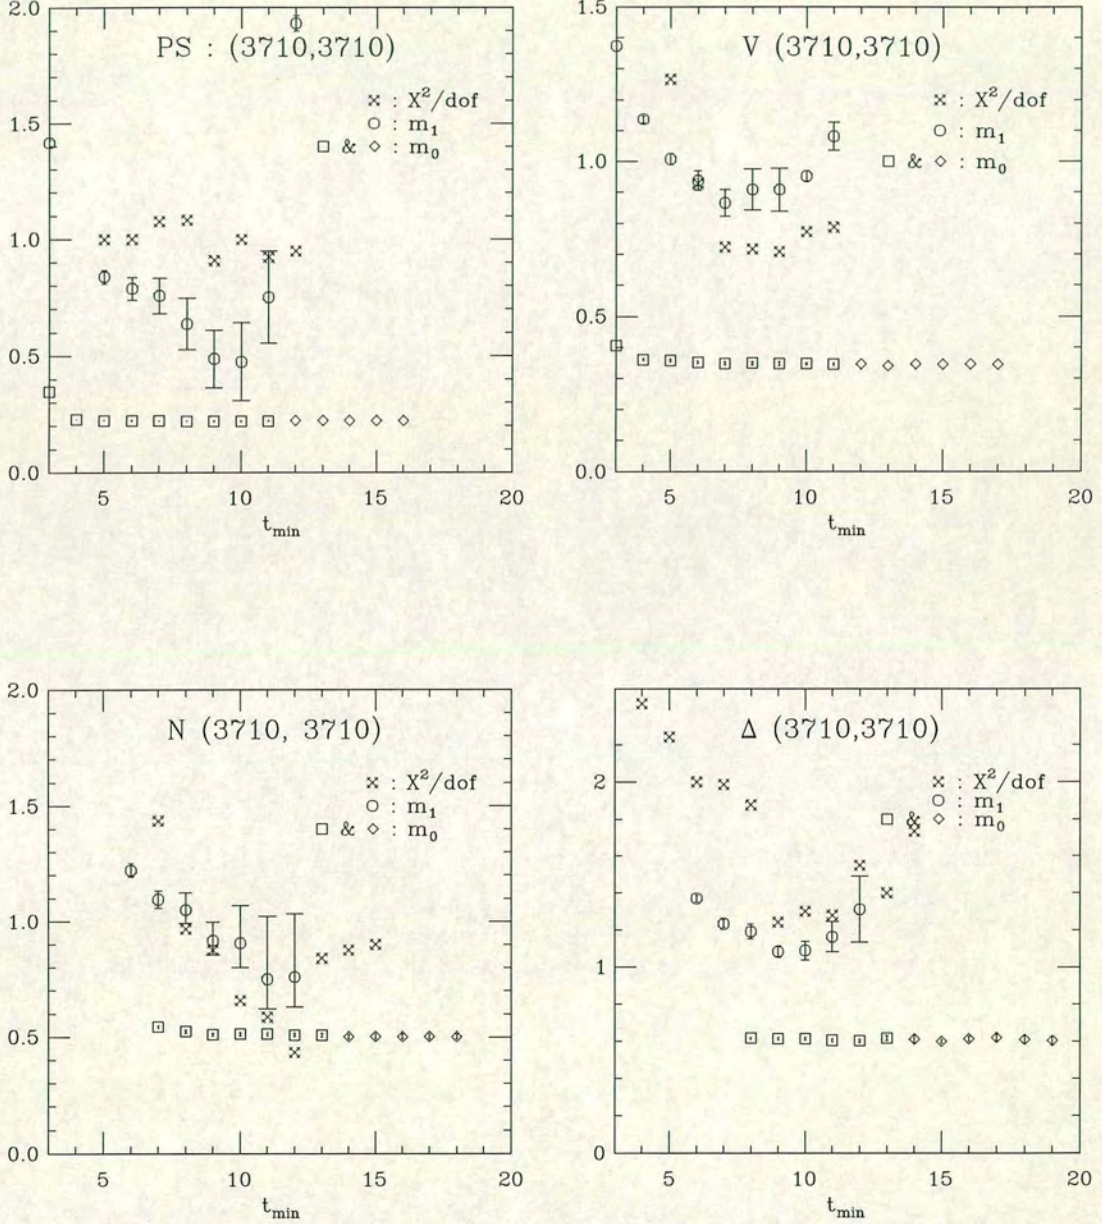 2.0
1.5
1.0
0.5
0.0
PS : (3710,3710)
¤ : X²/dof
○ : m₁
□ & ◇ : m₀
5 10 15 20
t_min
1.5
1.0
0.5
0.0
V (3710,3710)
¤ : X²/dof
○ : m₁
□ & ◇ : m₀
5 10 15 20
t_min
2.0
1.5
1.0
0.5
0.0
N (3710, 3710)
¤ : X²/dof
○ : m₁
□ & ◇ : m₀
5 10 15 20
t_min
2
1
0
Δ (3710,3710)
¤ : X²/dof
○ : m₁
□ & ◇ : m₀
5 10 15 20
t_min